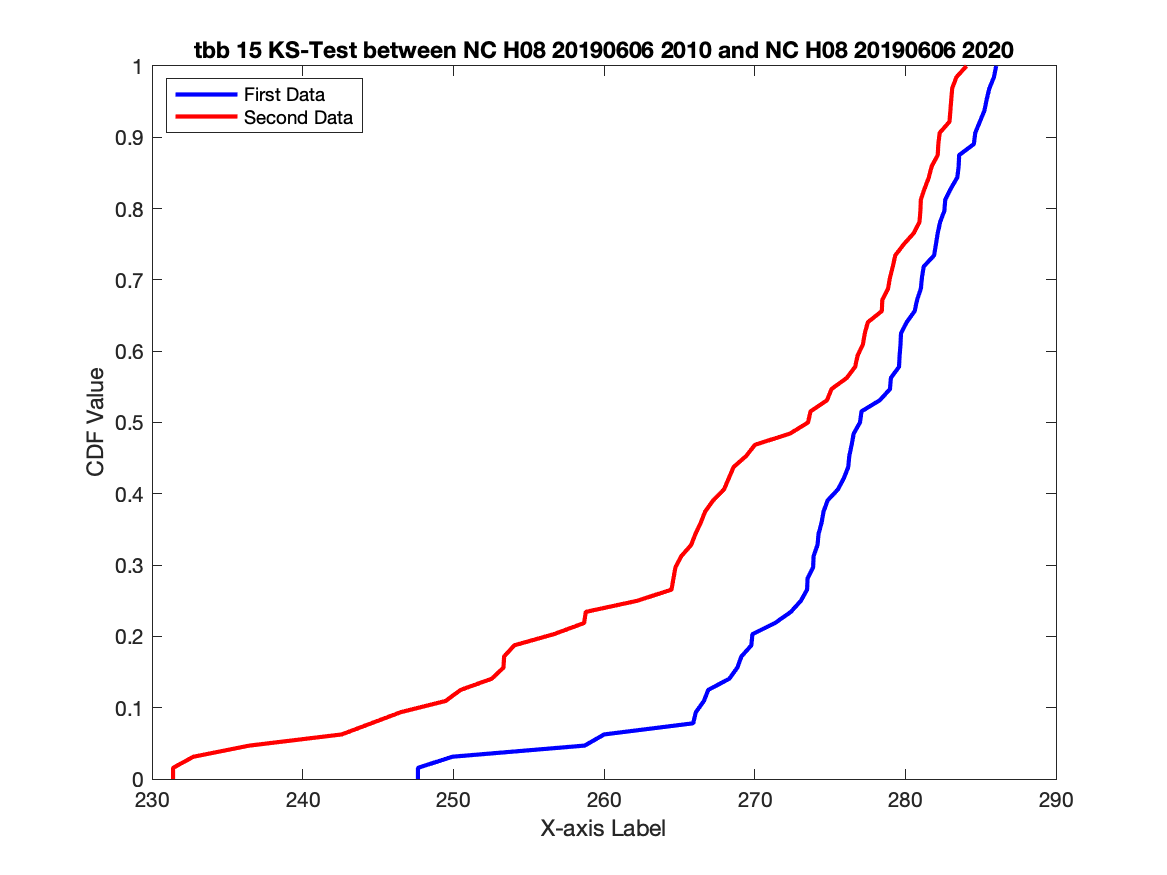 tbb 15 KS-Test between NC H08 20190606 2010 and NC H08 20190606 2020
First Data
Second Data
1
0.9
0.8
0.7
0.6
0.5
0.4
0.3
0.2
0.1
0
CDF Value
230 240 250 260 270 280 290
X-axis Label